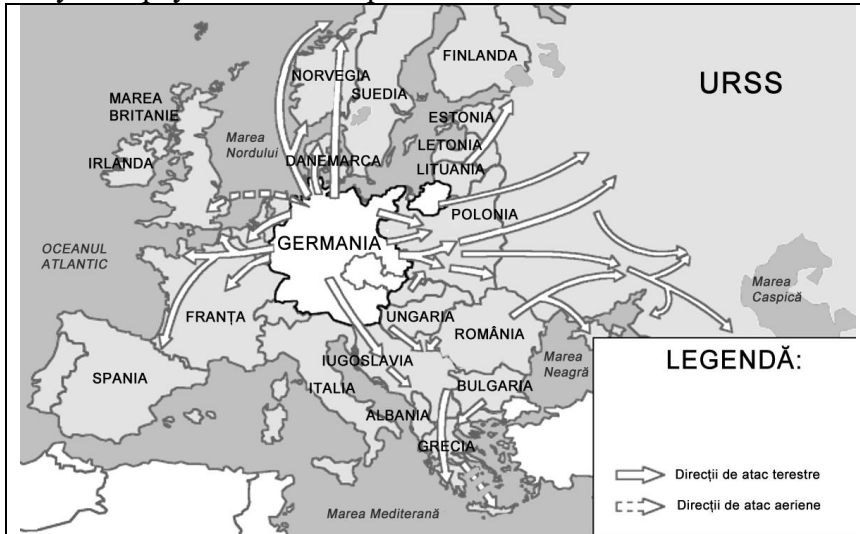 FINLANDA
NORVEGIA
SUEDIA
URSS
MAREA
BRITANIE
Marea
Nordului
ESTONIA
LETONIA
LITUANIA
IRLANDA
DANEMARCA
POLONIA
GERMANIA
OCEANUL
ATLANTIC
Marea
Caspică
FRANȚA
UNGARIA
ROMÂNIA
Marea
Neagră
LEGENDĂ:
IUGOSLAVIA
SPANIA
ITALIA
BULGARIA
ALBANIA
GRECIA
Direcții de atac terestre
Direcții de atac aeriene
Marea Mediterană